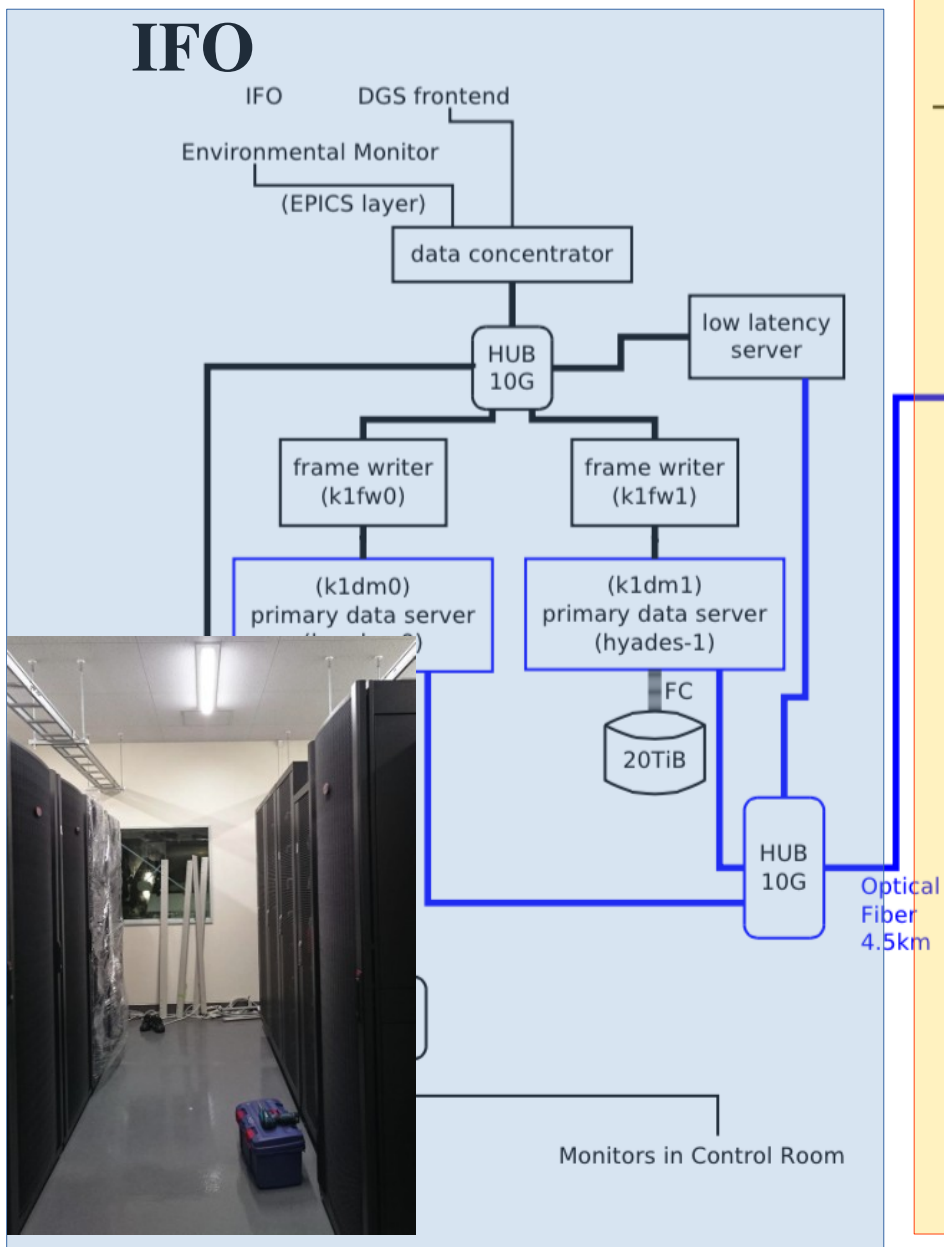 IFO
IFO
DGS frontend
Environmental Monitor
(EPICS layer)
data concentrator
low latency
server
HUB
10G
frame writer
(k1fw0)
frame writer
(k1fw1)
(k1dm0)
primary data server
(k1dm1)
primary data server
(hyades-1)
FC
20TiB
HUB
10G
Optical
Fiber
4.5km
Monitors in Control Room